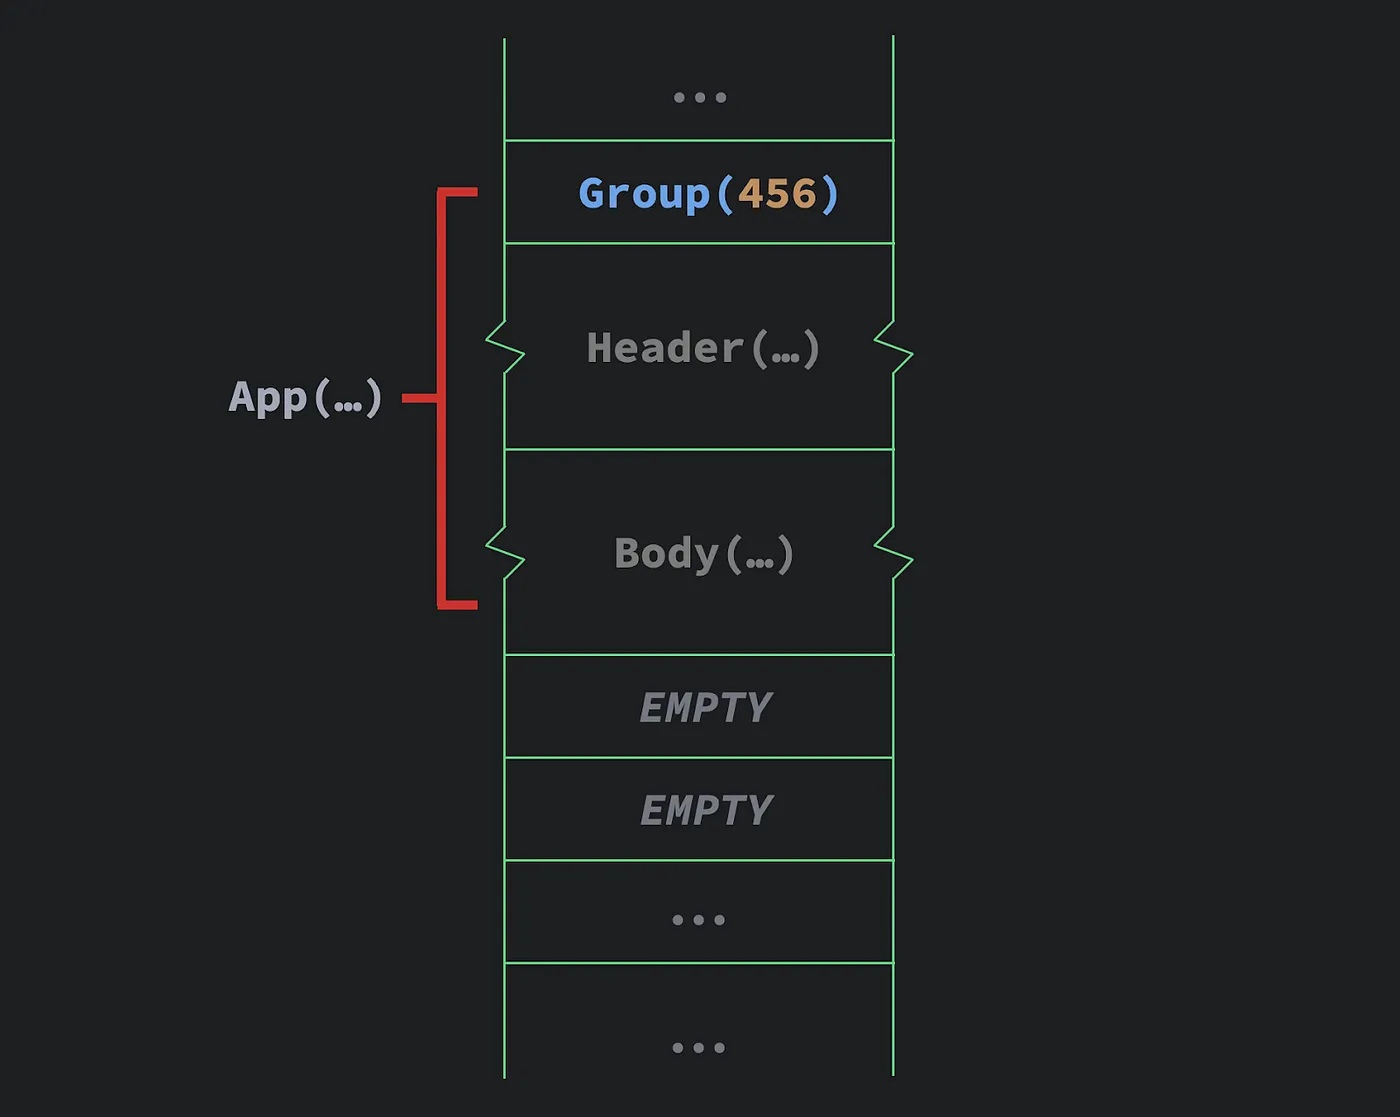 ...
Group(456)
Header(…)
App(…)
Body(…)
EMPTY
EMPTY
...
...